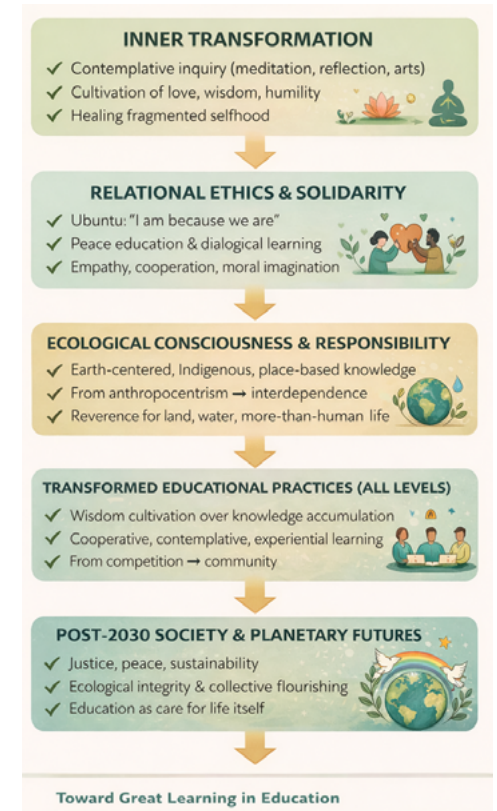 INNER TRANSFORMATION
✓ Contemplative inquiry (meditation, reflection, arts)
✓ Cultivation of love, wisdom, humility
✓ Healing fragmented selfhood
RELATIONAL ETHICS & SOLIDARITY
✓ Ubuntu: "I am because we are"
✓ Peace education & dialogical learning
✓ Empathy, cooperation, moral imagination
ECOLOGICAL CONSCIOUSNESS & RESPONSIBILITY
✓ Earth-centered, Indigenous, place-based knowledge
✓ From anthropocentrism → interdependence
✓ Reverence for land, water, more-than-human life
TRANSFORMED EDUCATIONAL PRACTICES (ALL LEVELS)
✓ Wisdom cultivation over knowledge accumulation
✓ Cooperative, contemplative, experiential learning
✓ From competition → community
POST-2030 SOCIETY & PLANETARY FUTURES
✓ Justice, peace, sustainability
✓ Ecological integrity & collective flourishing
✓ Education as care for life itself
Toward Great Learning in Education